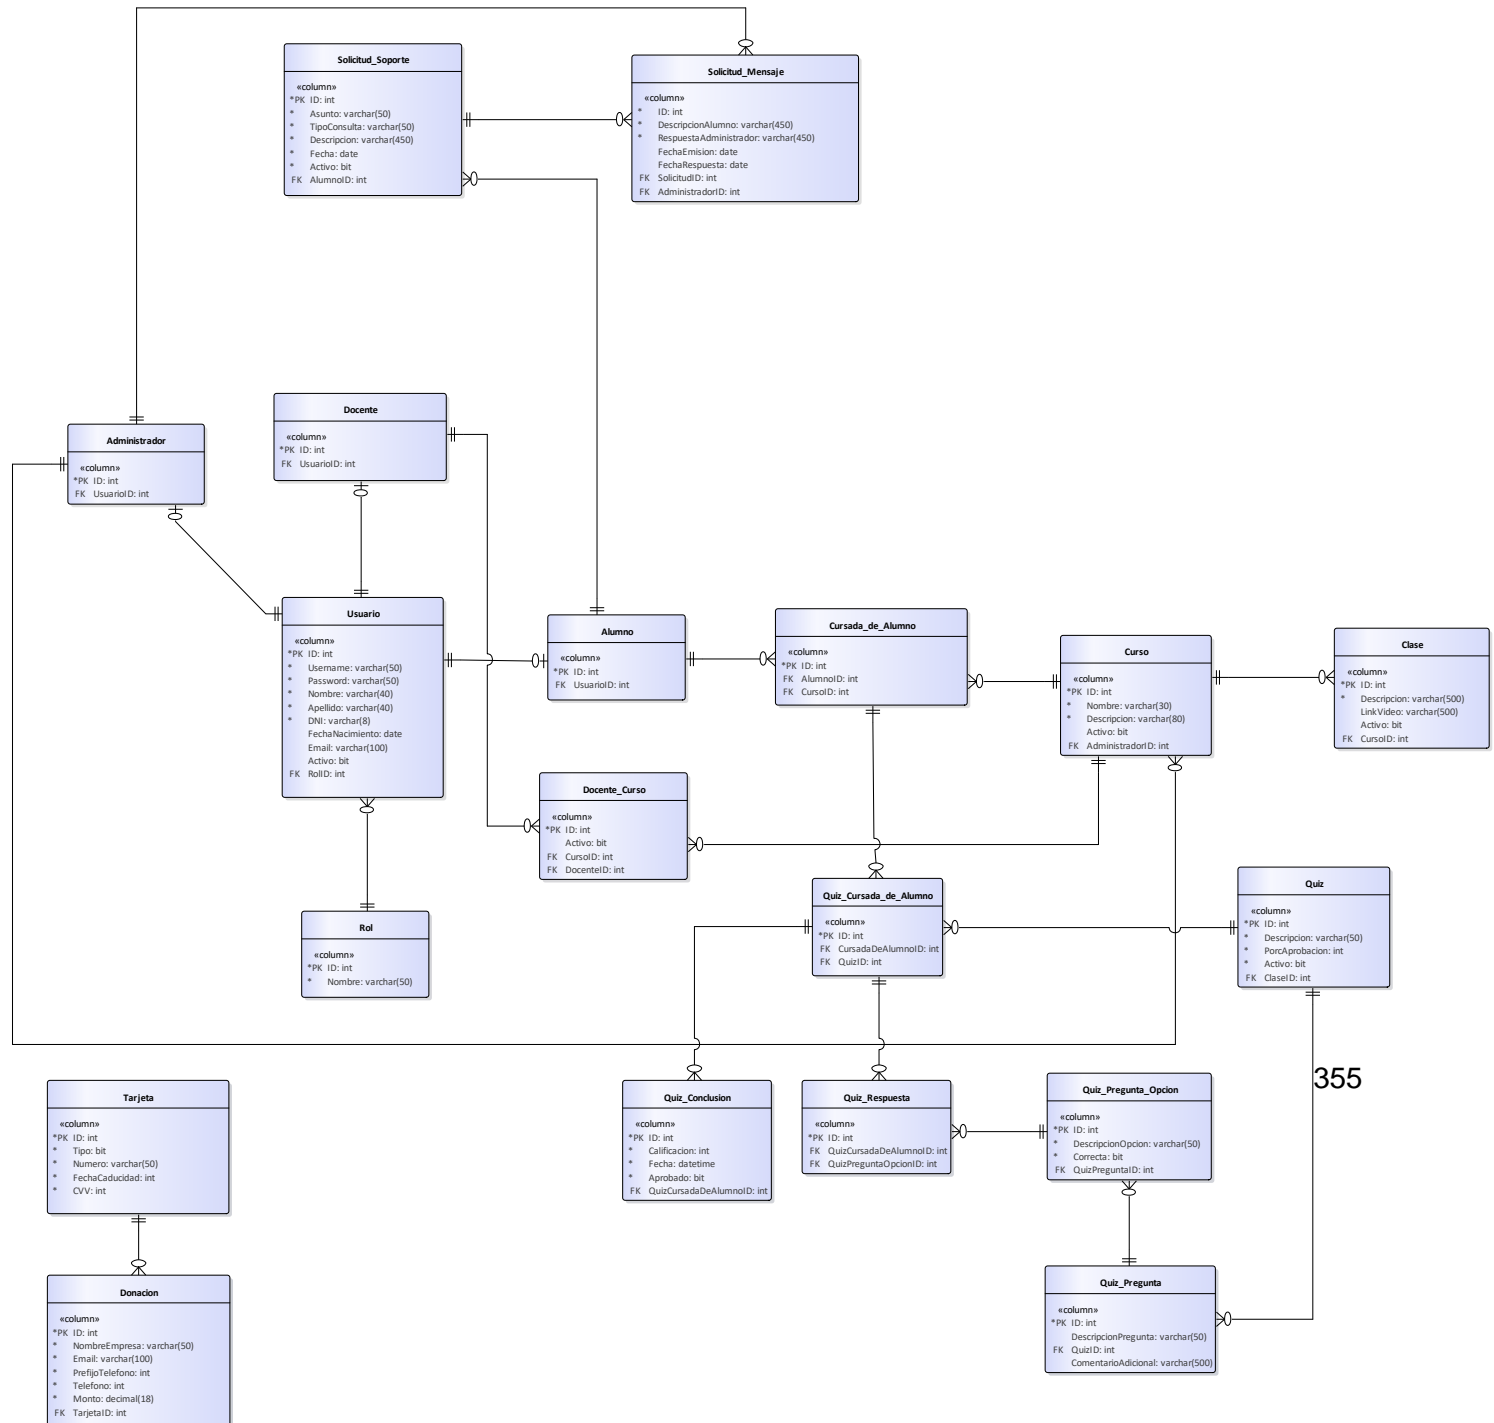 Solicitud_Soporte
«column»
*PK ID: int
* Asunto: varchar(50)
* TipoConsulta: varchar(50)
* Descripcion: varchar(450)
* Fecha: date
* Activo: bit
FK AlumnoID: int
Solicitud_Mensaje
«column»
* ID: int
* DescripcionAlumno: varchar(450)
* RespuestaAdministrador: varchar(450)
FechaEmision: date
FechaRespuesta: date
FK SolicitudID: int
FK AdministradorID: int
Administrador
«column»
*PK ID: int
FK UsuarioID: int
Docente
«column»
*PK ID: int
FK UsuarioID: int
Usuario
«column»
*PK ID: int
* Username: varchar(50)
* Password: varchar(50)
* Nombre: varchar(40)
* Apellido: varchar(40)
* DNI: varchar(8)
FechaNacimiento: date
Email: varchar(100)
Activo: bit
FK RolID: int
Alumno
«column»
*PK ID: int
FK UsuarioID: int
Cursada_de_Alumno
«column»
*PK ID: int
FK AlumnoID: int
FK CursoID: int
Curso
«column»
*PK ID: int
* Nombre: varchar(30)
* Descripcion: varchar(80)
Activo: bit
FK AdministradorID: int
Clase
«column»
*PK ID: int
* Descripcion: varchar(500)
LinkVideo: varchar(500)
Activo: bit
FK CursoID: int
Docente_Curso
«column»
*PK ID: int
Activo: bit
FK CursoID: int
FK DocenteID: int
Rol
«column»
*PK ID: int
* Nombre: varchar(50)
Quiz_Cursada_de_Alumno
«column»
*PK ID: int
FK CursadaDeAlumnoID: int
FK QuizID: int
Quiz
«column»
*PK ID: int
* Descripcion: varchar(50)
* PorcAprobacion: int
* Activo: bit
FK ClaseID: int
355
Tarjeta
«column»
*PK ID: int
* Tipo: bit
* Numero: varchar(50)
* FechaCaducidad: int
* CVV: int
Quiz_Conclusion
«column»
*PK ID: int
* Calificacion: int
* Fecha: datetime
* Aprobado: bit
FK QuizCursadaDeAlumnoID: int
Quiz_Respuesta
«column»
*PK ID: int
FK QuizCursadaDeAlumnoID: int
FK QuizPreguntaOpcionID: int
Quiz_Pregunta_Opcion
«column»
*PK ID: int
* DescripcionOpcion: varchar(50)
* Correcta: bit
FK QuizPreguntaID: int
Donacion
«column»
*PK ID: int
* NombreEmpresa: varchar(50)
* Email: varchar(100)
* PrefijoTelefono: int
* Telefono: int
* Monto: decimal(18)
FK TarjetaID: int
Quiz_Pregunta
«column»
*PK ID: int
DescripcionPregunta: varchar(50)
FK QuizID: int
ComentarioAdicional: varchar(500)